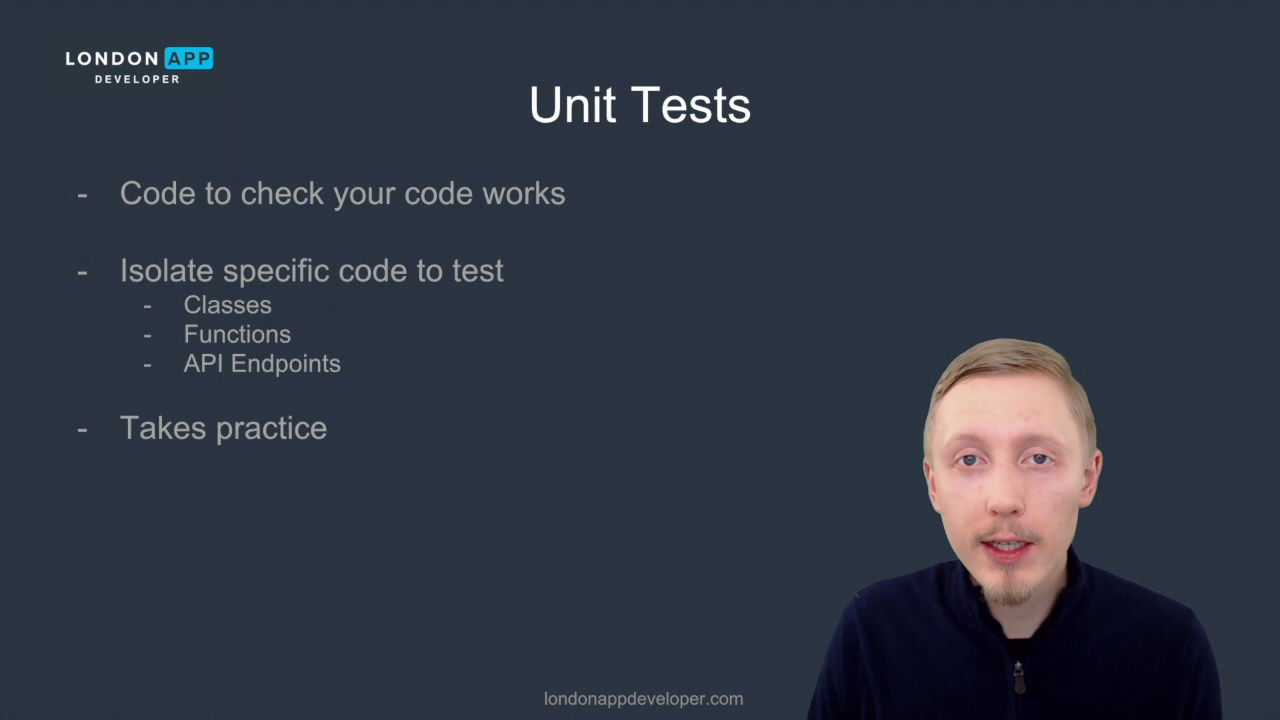 LONDON APP
DEVELOPER
Unit Tests
- Code to check your code works
- Isolate specific code to test
- Classes
- Functions
- API Endpoints
- Takes practice
londonappdeveloper.com